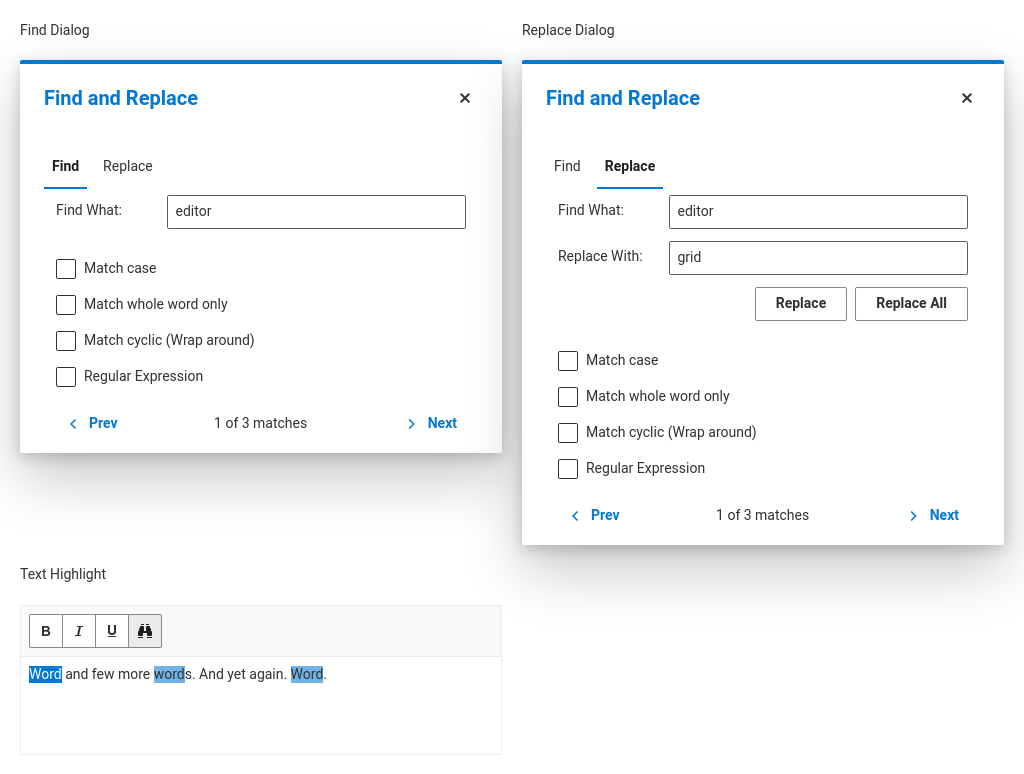 Find Dialog
Find and Replace
Find Replace
Find What: editor
Match case
Match whole word only
Match cyclic (Wrap around)
Regular Expression
Prev 1 of 3 matches Next
Replace Dialog
Find and Replace
Find Replace
Find What: editor
Replace With: grid
Replace Replace All
Match case
Match whole word only
Match cyclic (Wrap around)
Regular Expression
Prev 1 of 3 matches Next
Text Highlight
B I U
Word and few more words. And yet again. Word.